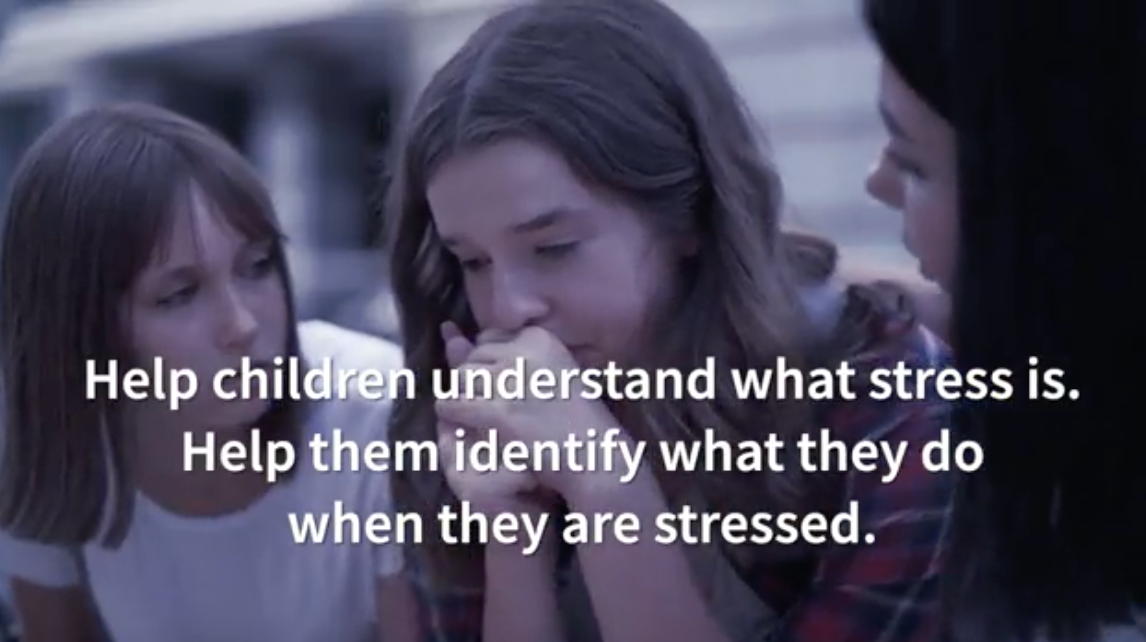 Help children understand what stress is.
Help them identify what they do
when they are stressed.